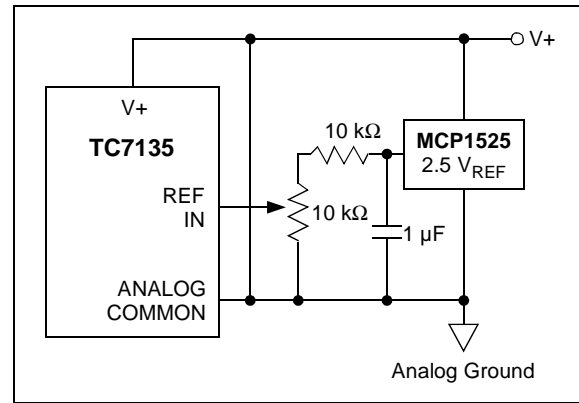 V+
V+
TC7135
10 kΩ
MCP1525
2.5 VREF
REF
IN
10 kΩ
1 µF
ANALOG
COMMON
Analog Ground